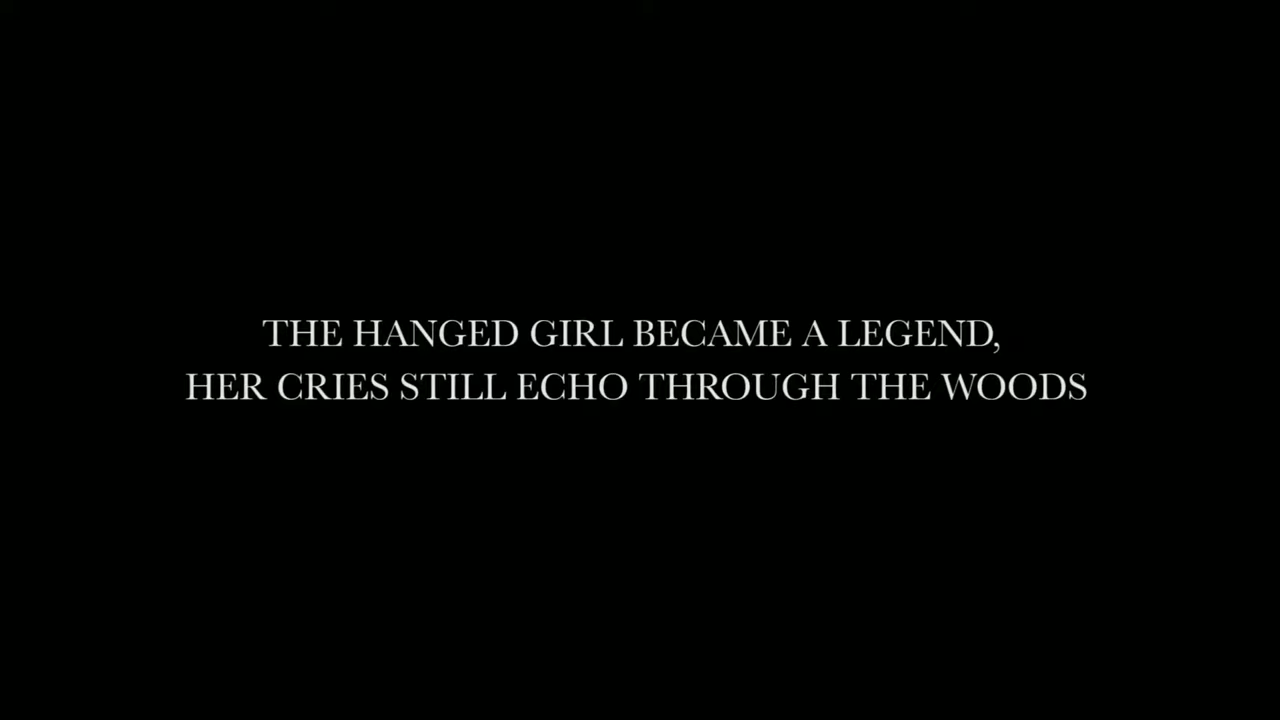 THE HANGED GIRL BECAME A LEGEND,
HER CRIES STILL ECHO THROUGH THE WOODS